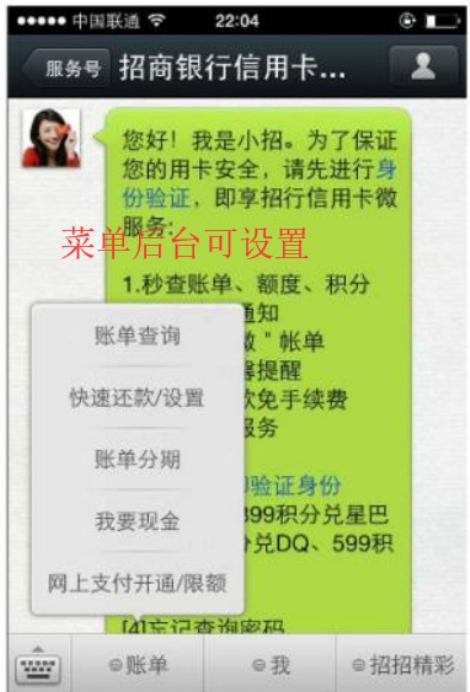 中国联通 22:04
服务号 招商银行信用卡...
您好！我是小招。为了保证
您的用卡安全，请先进行身
份验证，即享招行信用卡微
服务:
菜单后台可设置
1.秒查账单、额度、积分
通知
"帐单
提醒
免手续费
服务
验证身份
399积分兑星巴
兑DQ、599积
[4]忘记查询密码
账单查询
快速还款/设置
账单分期
我要现金
网上支付开通/限额
账单 我 招招精彩